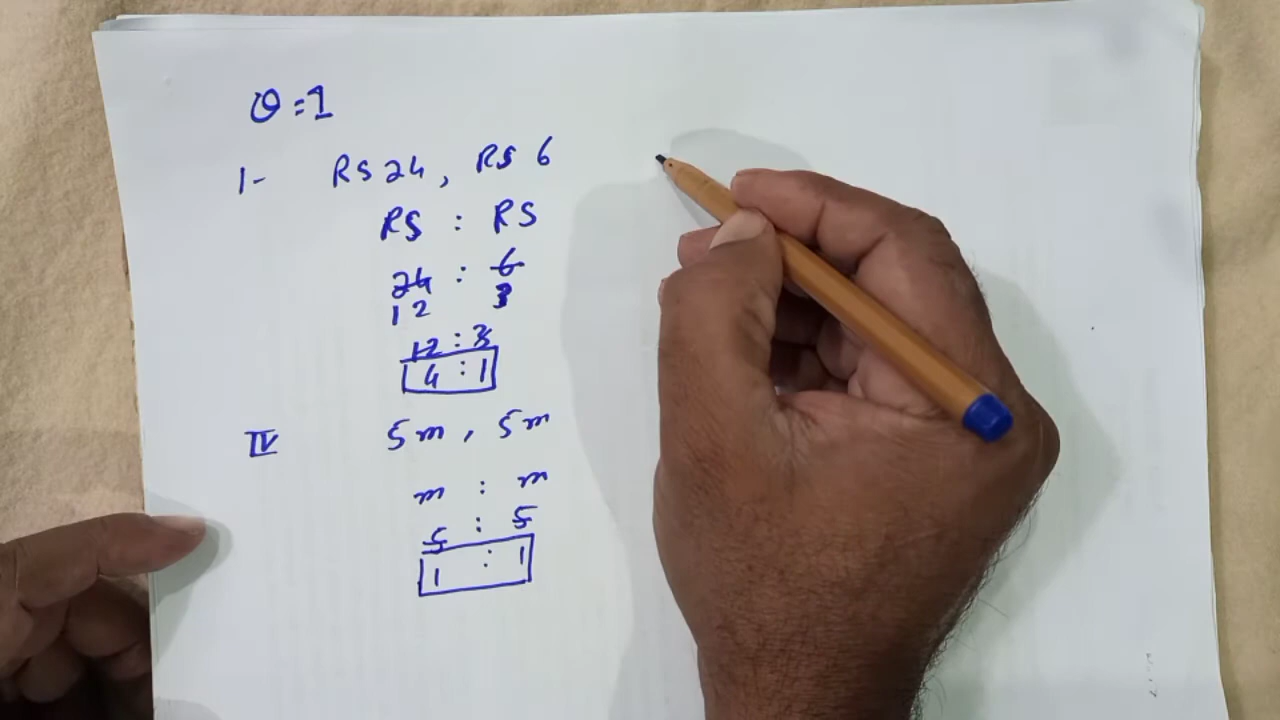 Q=1
1- RS 24, RS 6
RS : RS
24 : 6
12 3
12 : 3
4 : 1
IV 5m, 5m
m : m
5 : 5
1 : 1